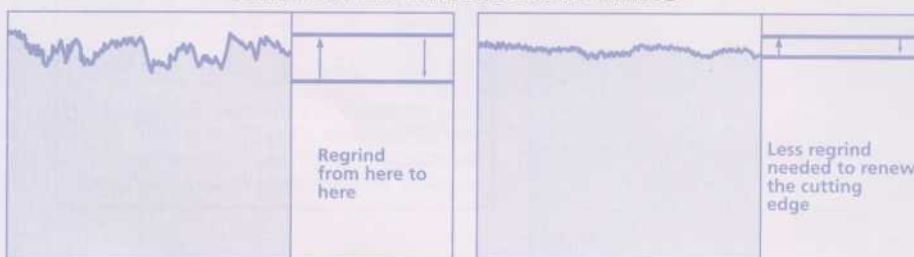 Regrind
from here to
here
Less regrind
needed to renew
the cutting
edge